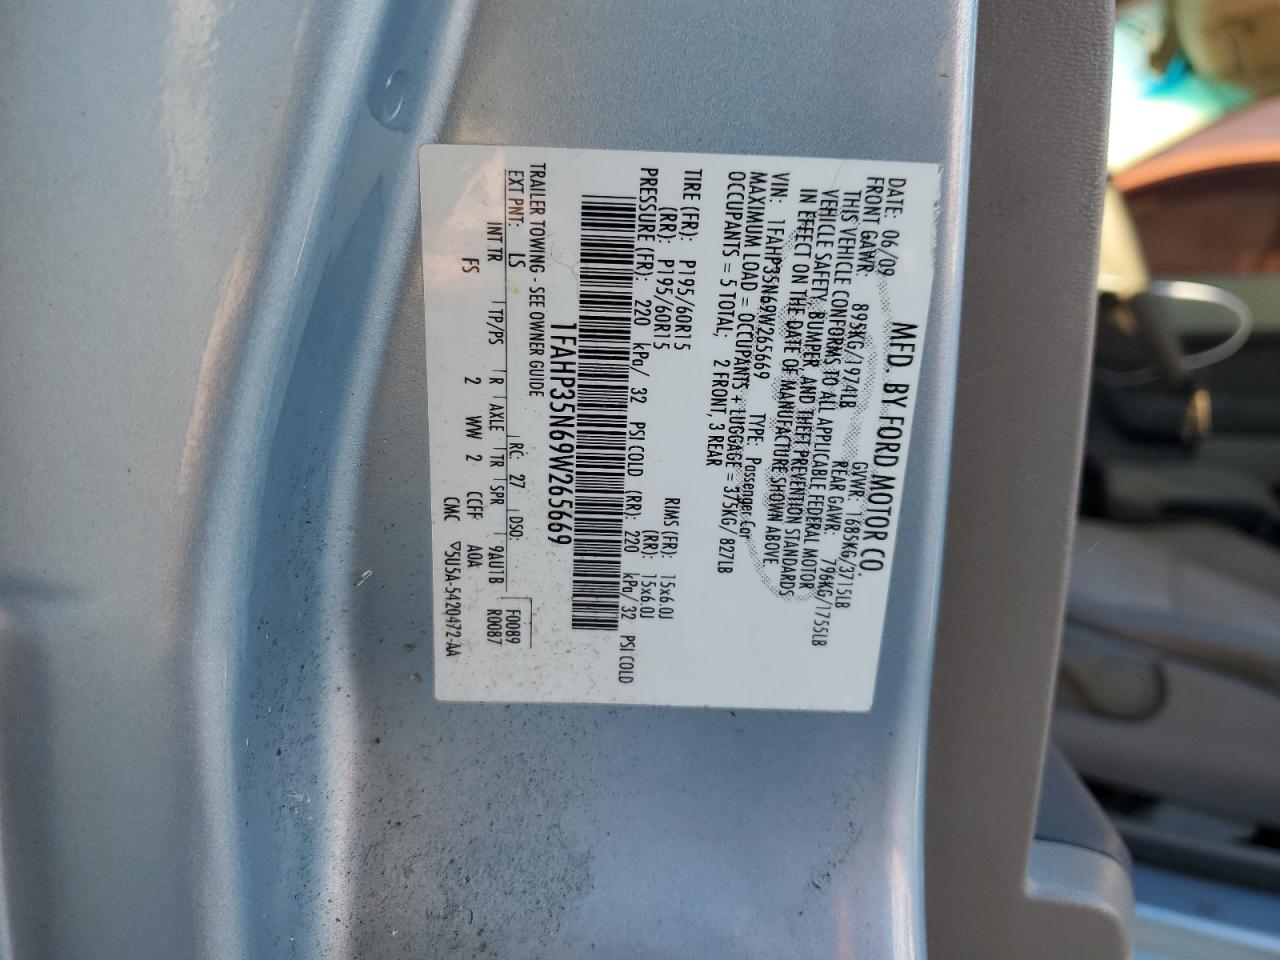 MFD. BY FORD MOTOR CO.
DATE: 06/09 GVWR: 1685KG/3715LB
FRONT GAWR: 895KG/1974LB REAR GAWR: 796KG/1755LB
THIS VEHICLE CONFORMS TO ALL APPLICABLE FEDERAL MOTOR
VEHICLE SAFETY, BUMPER, AND THEFT PREVENTION STANDARDS
IN EFFECT ON THE DATE OF MANUFACTURE SHOWN ABOVE.
VIN: 1FAHP35N69W265669 TYPE: Passenger Car
MAXIMUM LOAD = OCCUPANTS + LUGGAGE = 375KG/ 827LB
OCCUPANTS = 5 TOTAL; 2 FRONT, 3 REAR
TIRE (FR): P195/60R15 RIMS (FR): 15x6.0J
(RR): P195/60R15 (RR): 15x6.0J
PRESSURE (FR): 220 kPa/ 32 PSI COLD (RR): 220 kPa/ 32 PSI COLD
1FAHP35N69W265669
TRAILER TOWING - SEE OWNER GUIDE
EXT PNT: LS RC: 27 DSO: F0089
INT TR TP/PS R AXLE TR SPR 9AU1B R0087
FS 2 WW 2 CCFF AOA
CMC ▽5U5A-5420472-AA